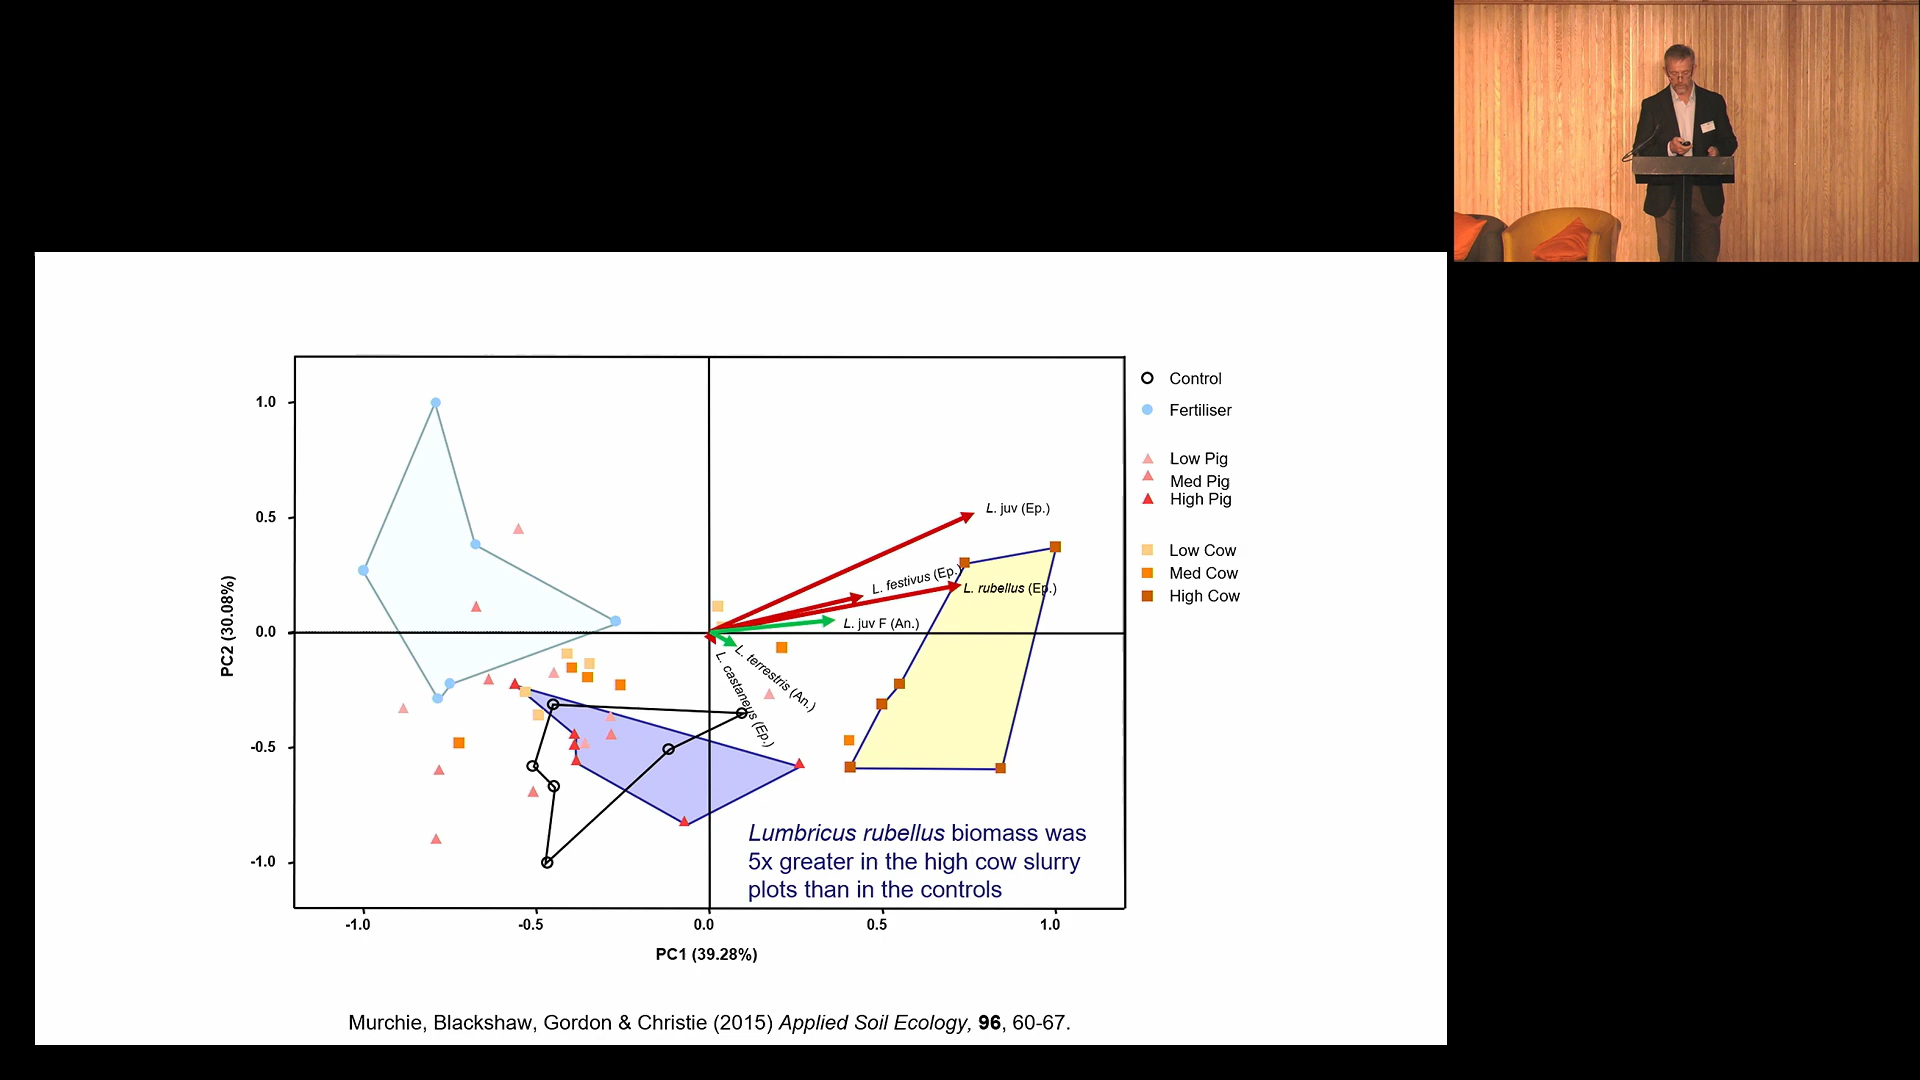 1.0
0.5
0.0
-0.5
-1.0
PC2 (30.08%)
L. juv (Ep.)
L. festivus (Ep.)
L. rubellus (Ep.)
L. juv F (An.)
L. terrestris (An.)
L. castaneus (Ep.)
Lumbricus rubellus biomass was
5x greater in the high cow slurry
plots than in the controls
-1.0 -0.5 0.0 0.5 1.0
PC1 (39.28%)
Control
Fertiliser
Low Pig
Med Pig
High Pig
Low Cow
Med Cow
High Cow
Murchie, Blackshaw, Gordon & Christie (2015) Applied Soil Ecology, 96, 60-67.